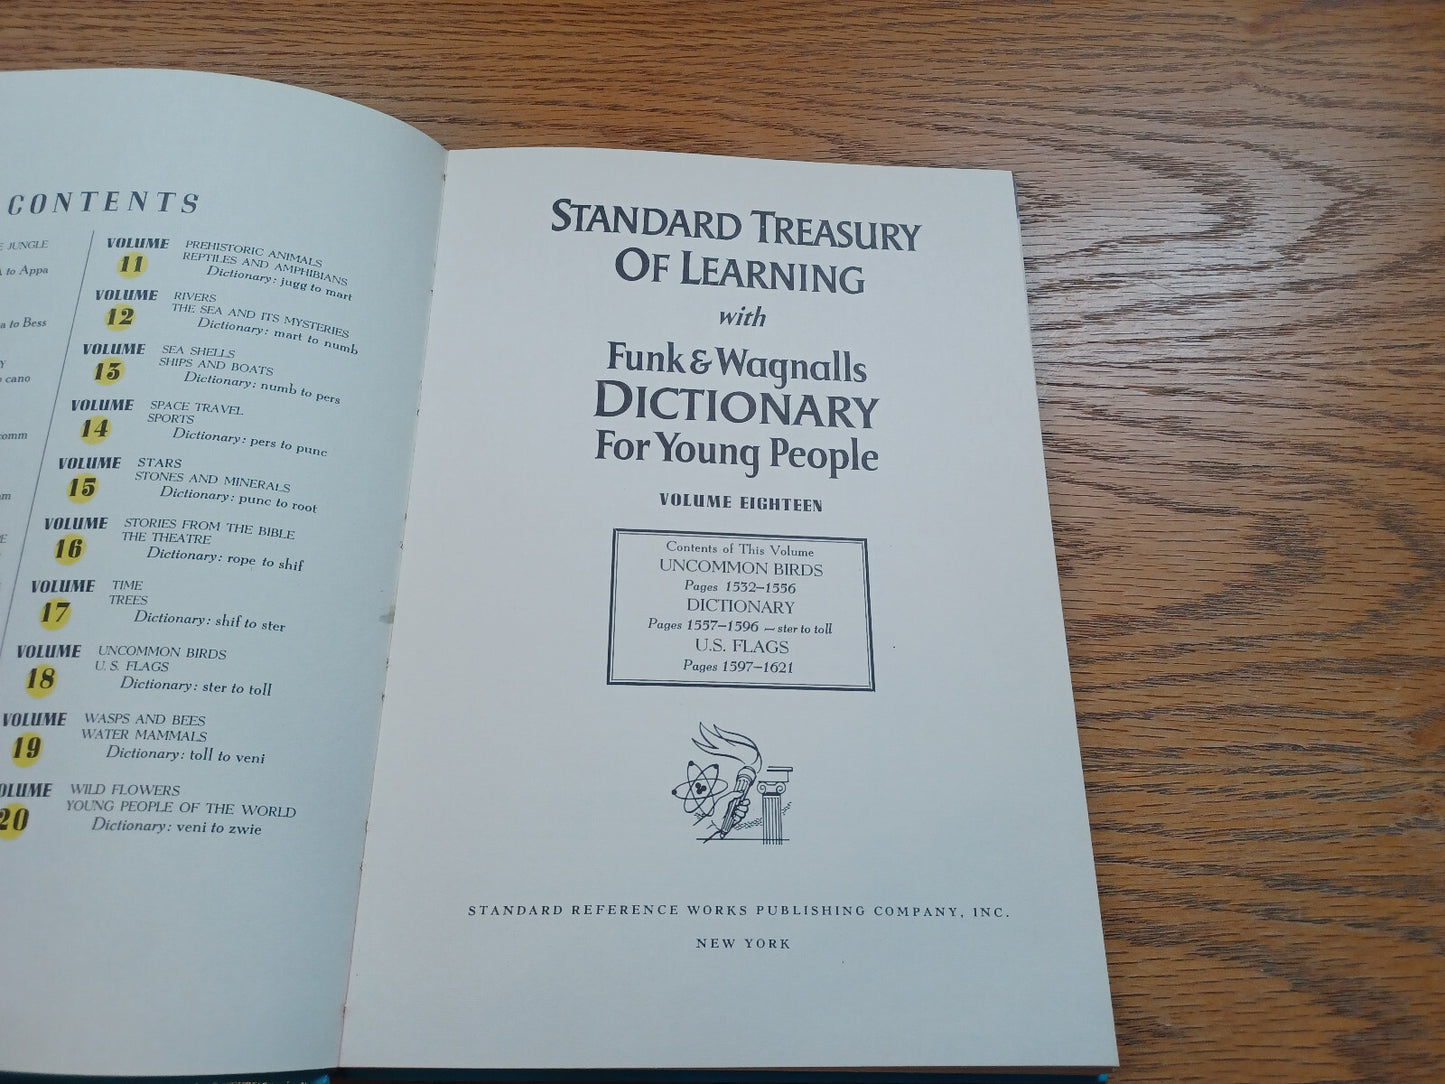 CONTENTS
JUNGLE
to Appa
to Bess
cano
comm
VOLUME PREHISTORIC ANIMALS
11 REPTILES AND AMPHIBIANS
Dictionary: jugg to mart
VOLUME RIVERS
12 THE SEA AND ITS MYSTERIES
Dictionary: mart to numb
VOLUME SEA SHELLS
13 SHIPS AND BOATS
Dictionary: numb to pers
VOLUME SPACE TRAVEL
14 SPORTS
Dictionary: pers to punc
VOLUME STARS
15 STONES AND MINERALS
Dictionary: punc to root
VOLUME STORIES FROM THE BIBLE
16 THE THEATRE
Dictionary: rope to shif
VOLUME TIME
17 TREES
Dictionary: shif to ster
VOLUME UNCOMMON BIRDS
18 U. S. FLAGS
Dictionary: ster to toll
VOLUME WASPS AND BEES
19 WATER MAMMALS
Dictionary: toll to veni
VOLUME WILD FLOWERS
20 YOUNG PEOPLE OF THE WORLD
Dictionary: veni to zwie
STANDARD TREASURY
OF LEARNING
with
Funk & Wagnalls
DICTIONARY
For Young People
VOLUME EIGHTEEN
Contents of This Volume
UNCOMMON BIRDS
Pages 1532–1556
DICTIONARY
Pages 1557–1596 — ster to toll
U.S. FLAGS
Pages 1597–1621
STANDARD REFERENCE WORKS PUBLISHING COMPANY, INC.
NEW YORK